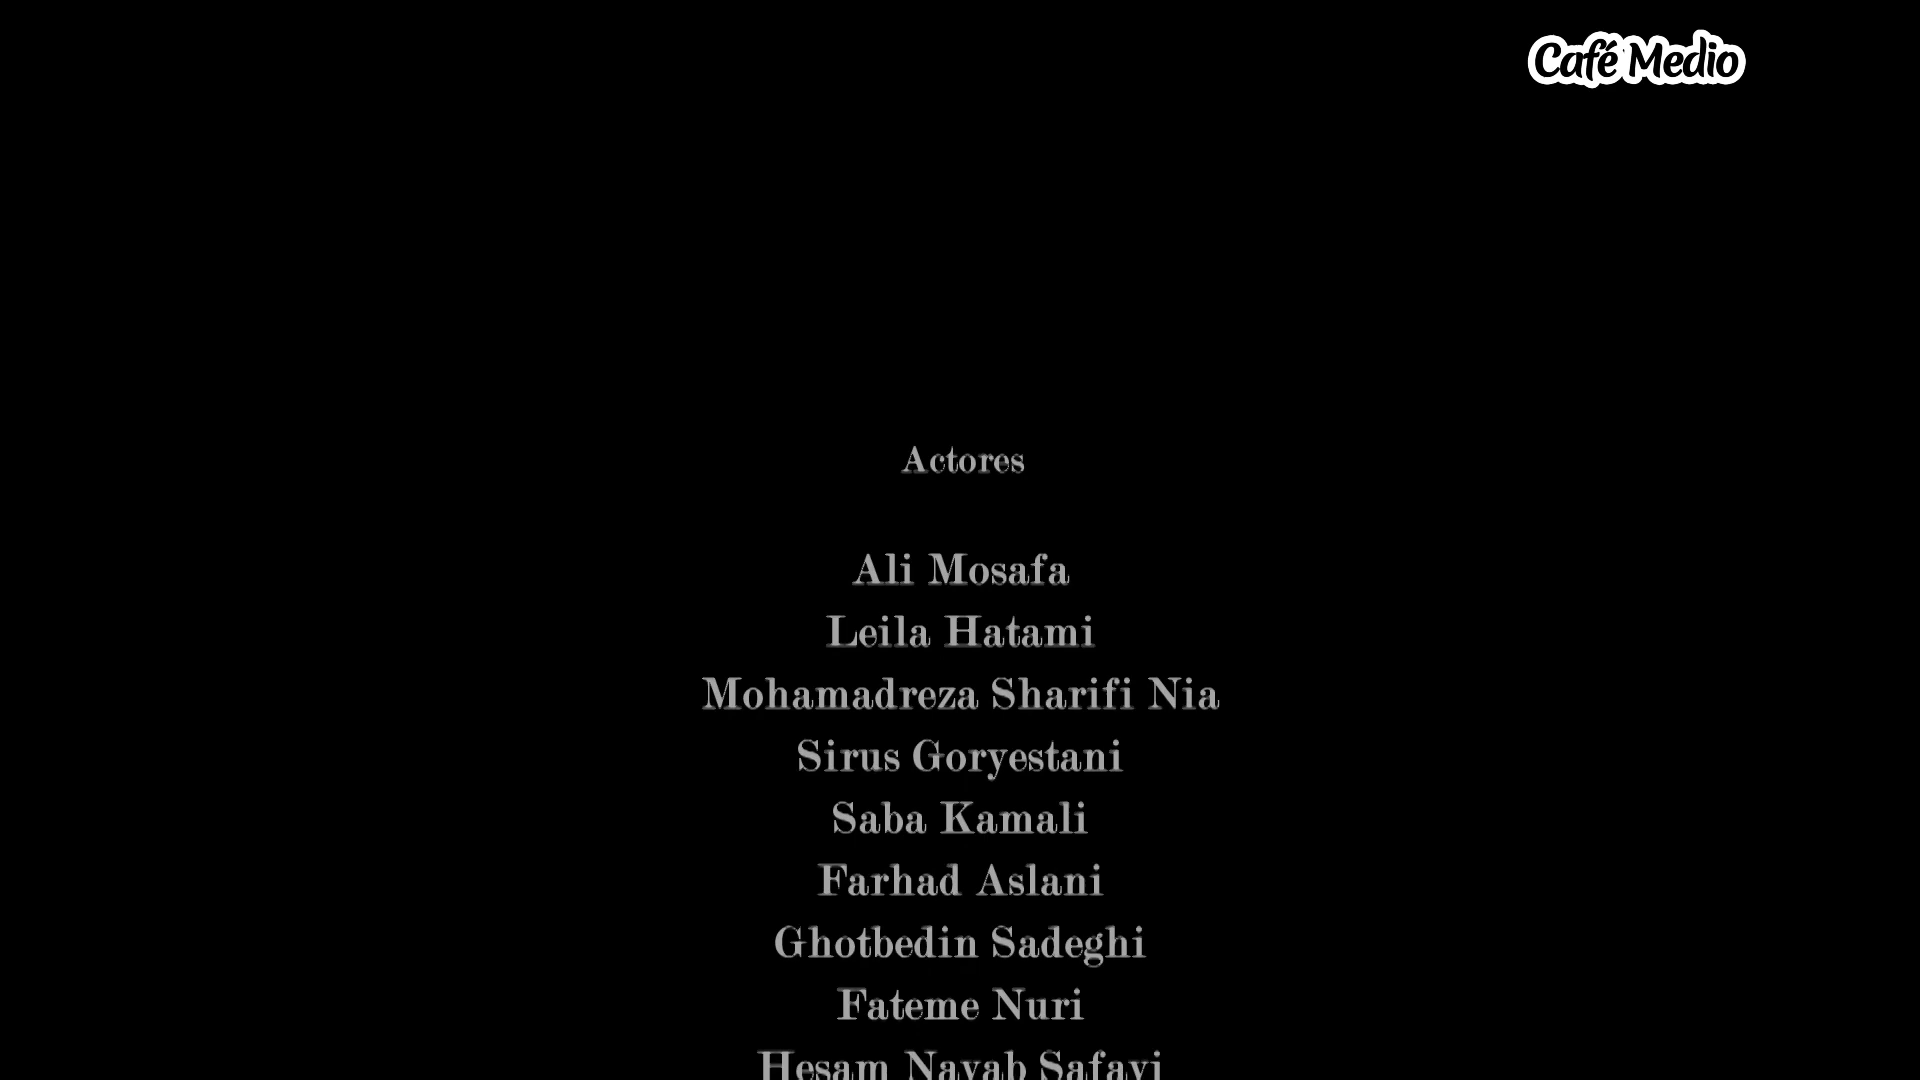 Café Medio
Actores
Ali Mosafa
Leila Hatami
Mohamadreza Sharifi Nia
Sirus Goryestani
Saba Kamali
Farhad Aslani
Ghotbedin Sadeghi
Fateme Nuri
Hesam Navab Safavi